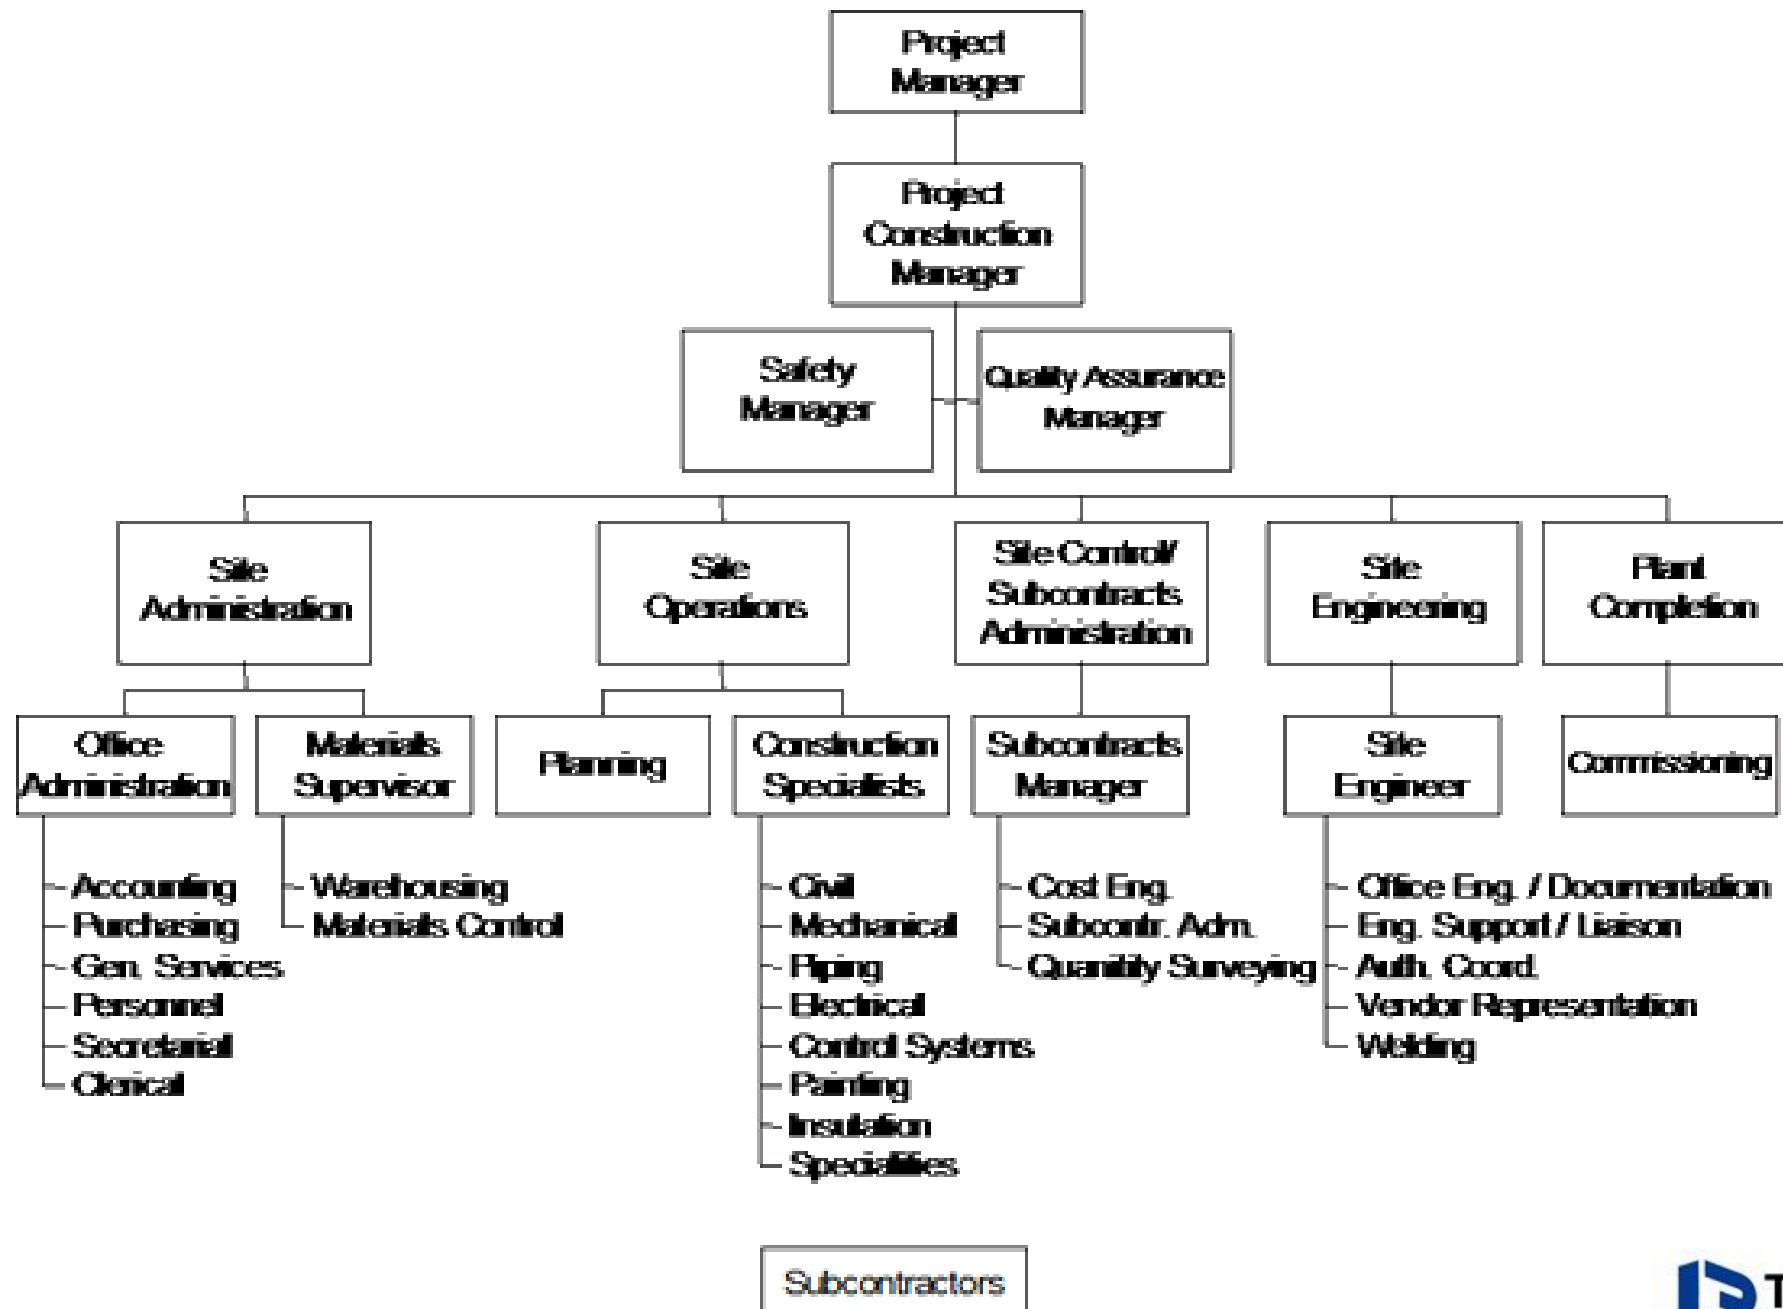 Project
Manager
Project
Construction
Manager
Safety
Manager
Quality Assurance
Manager
Site
Administration
Site
Operations
Site Control/
Subcontracts
Administration
Site
Engineering
Plant
Completion
Office
Administration
Materials
Supervisor
Planning
Construction
Specialists
Subcontracts
Manager
Site
Engineer
Commissioning
Accounting
Purchasing
Gen. Services
Personnel
Secretarial
Clerical
Warehousing
Materials Control
Civil
Mechanical
Piping
Electrical
Control Systems
Painting
Insulation
Specialities
Cost Eng.
Subcontr. Adm.
Quanitity Surveying
Office Eng. / Documentation
Eng. Support / Liaison
Auth. Coord.
Vendor Representation
Welding
Subcontractors